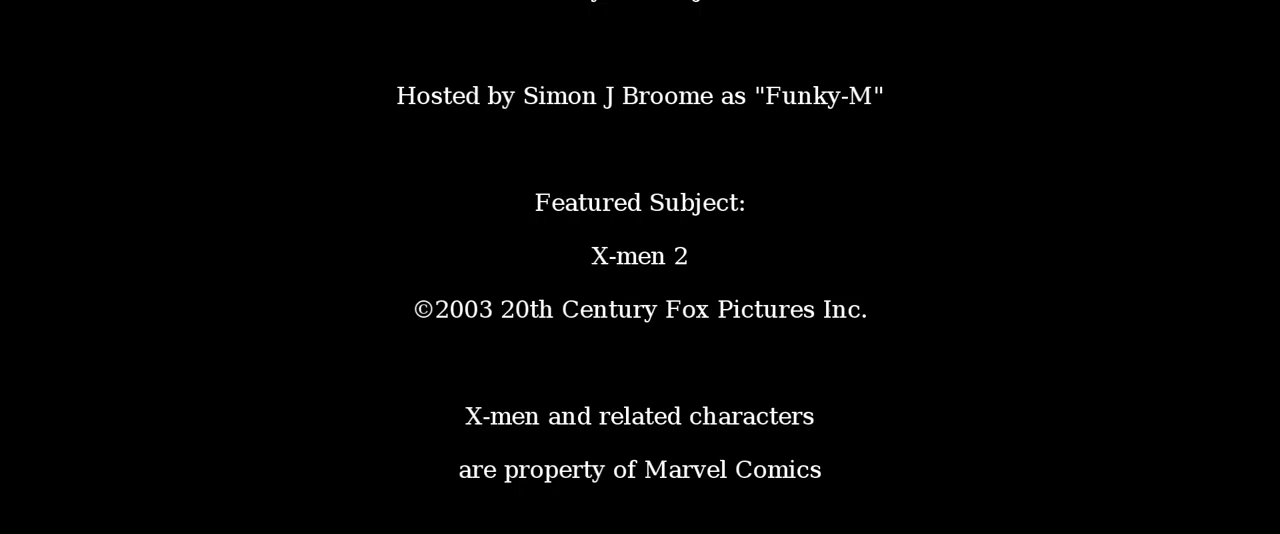 Hosted by Simon J Broome as "Funky-M"
Featured Subject:
X-men 2
©2003 20th Century Fox Pictures Inc.
X-men and related characters
are property of Marvel Comics